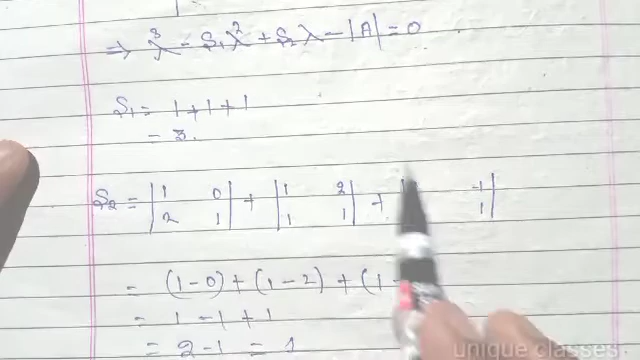 ⇒ λ³ - S₁λ² + S₂λ - |A| = 0
S₁ = 1+1+1
= 3.
S₂ = |1 0; 2 1| + |1 2; 1 1| + | -1; 1|
= (1-0) + (1-2) + (1-
= 1 - 1 + 1
= 2-1 = 1
unique classes